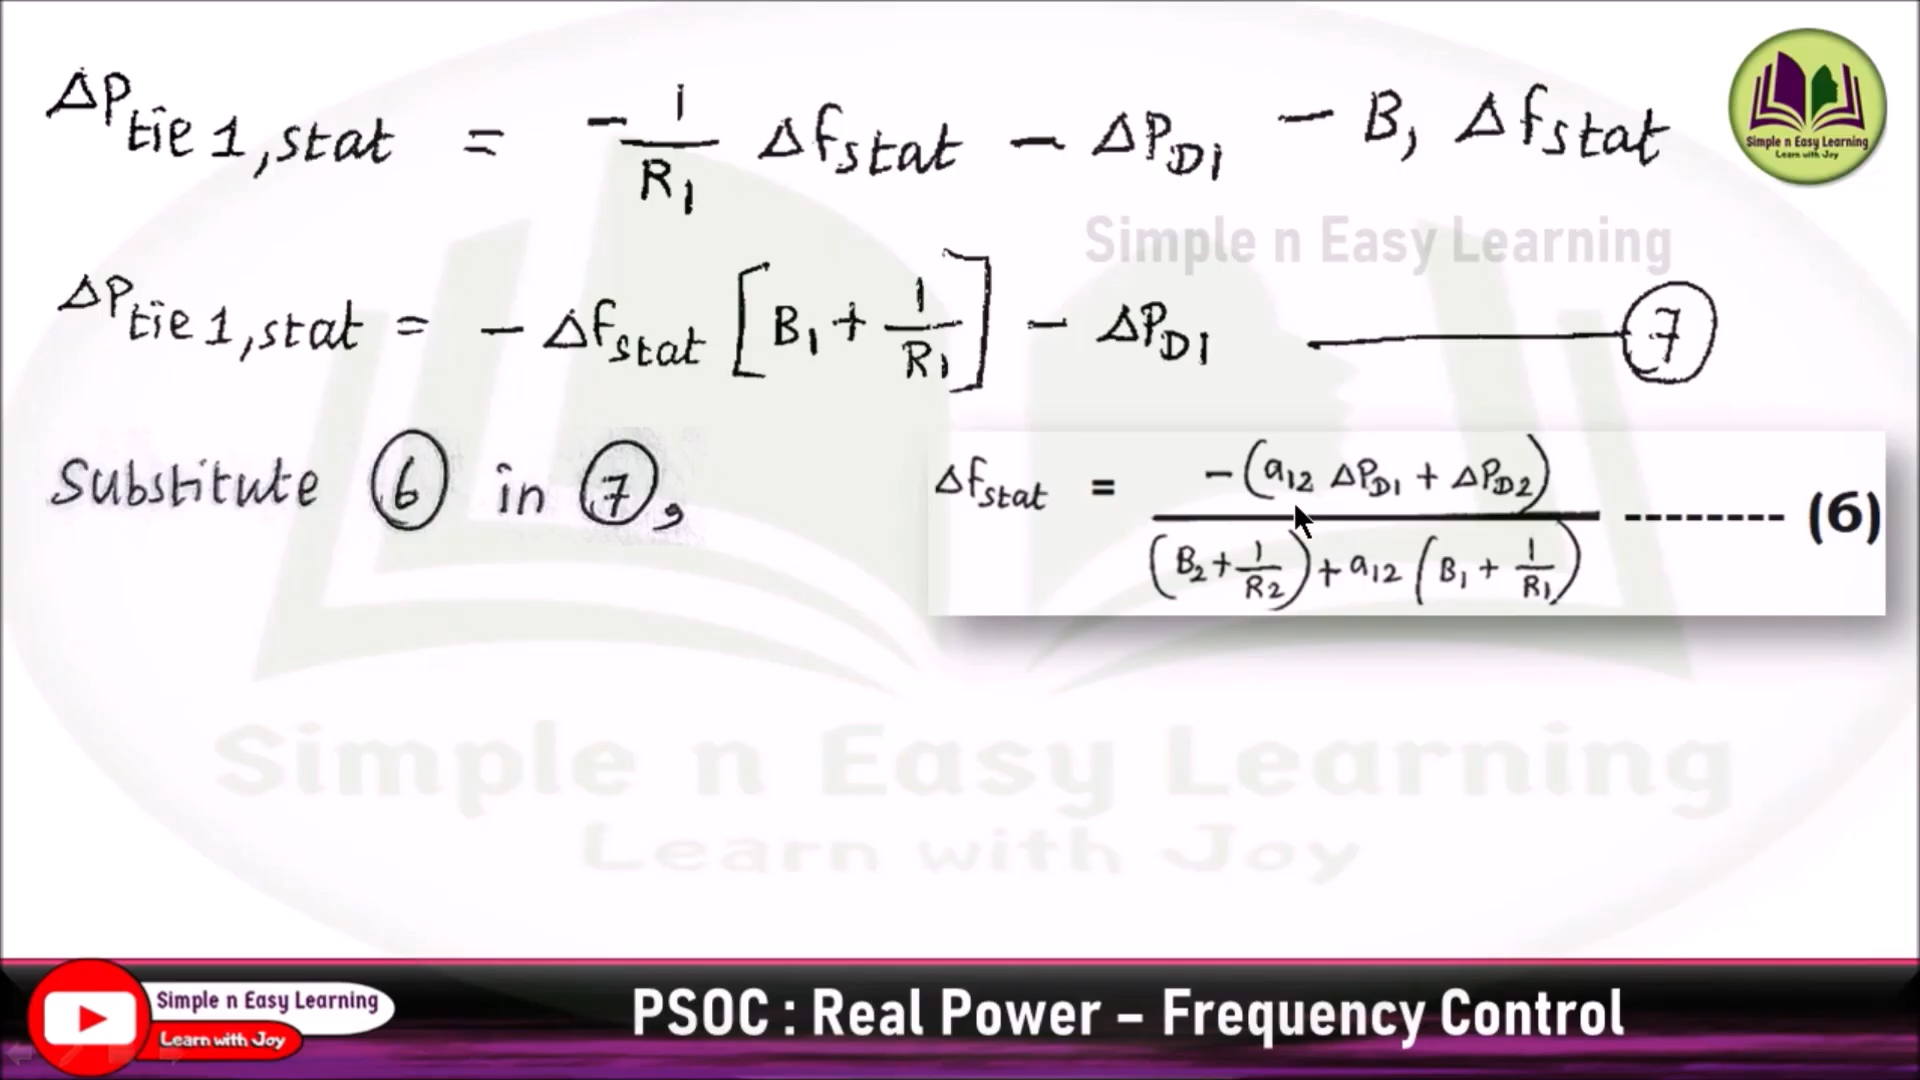 ΔPtie 1,stat = - 1/R1 Δfstat - ΔPD1 - B1 Δfstat
Simple n Easy Learning
Learn with Joy
Simple n Easy Learning
ΔPtie 1,stat = - Δfstat [B1 + 1/R1] - ΔPD1 ——— 7
Substitute 6 in 7,
Δfstat = -(a12 ΔPD1 + ΔPD2) / (B2 + 1/R2) + a12 (B1 + 1/R1) -------- (6)
Simple n Easy Learning
Learn with Joy
Simple n Easy Learning
Learn with Joy
PSOC : Real Power – Frequency Control